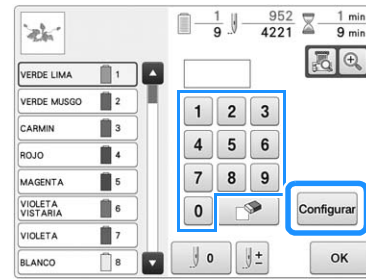 1
9
952
4221
1 min
9 min
VERDE LIMA 1
VERDE MUSGO 2
CARMIN 3
ROJO 4
MAGENTA 5
VIOLETA
VISTARIA 6
VIOLETA 7
BLANCO 8
1 2 3
4 5 6
7 8 9
0
Configurar
0
±
OK